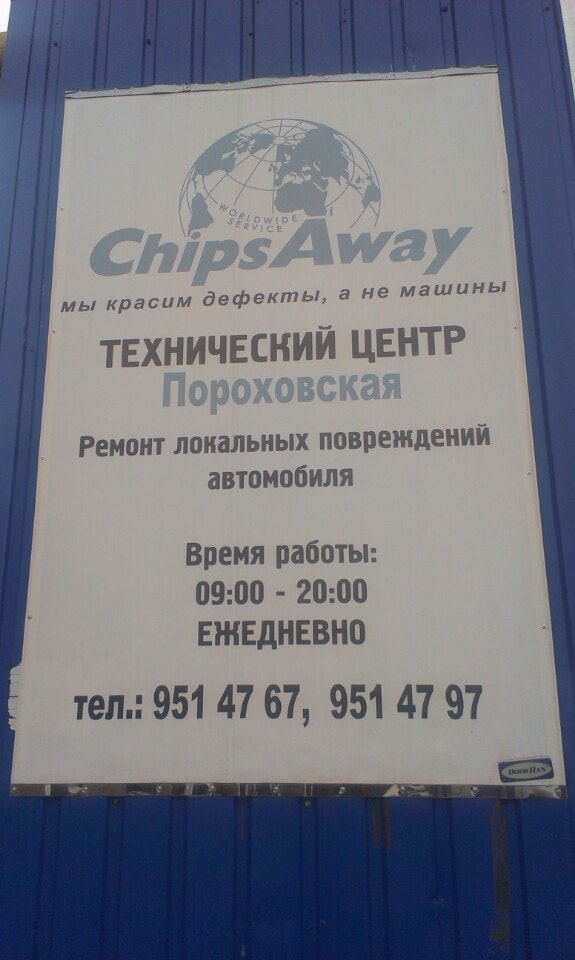 WORLDWIDE
SERVICE
ChipsAway
мы красим дефекты, а не машины
ТЕХНИЧЕСКИЙ ЦЕНТР
Пороховская
Ремонт локальных повреждений
автомобиля
Время работы:
09:00 - 20:00
ЕЖЕДНЕВНО
тел.: 951 47 67, 951 47 97
DOORHAN